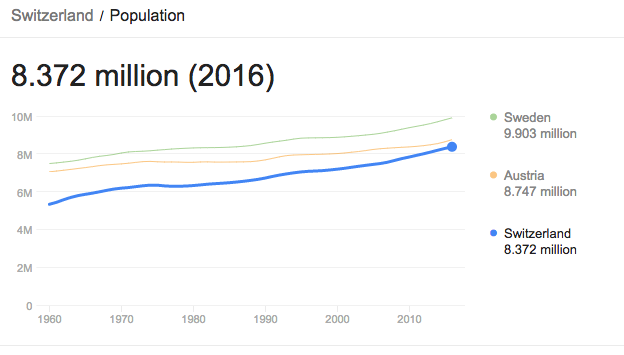 Switzerland / Population
8.372 million (2016)
10M
8M
6M
4M
2M
0
1960 1970 1980 1990 2000 2010
Sweden
9.903 million
Austria
8.747 million
Switzerland
8.372 million